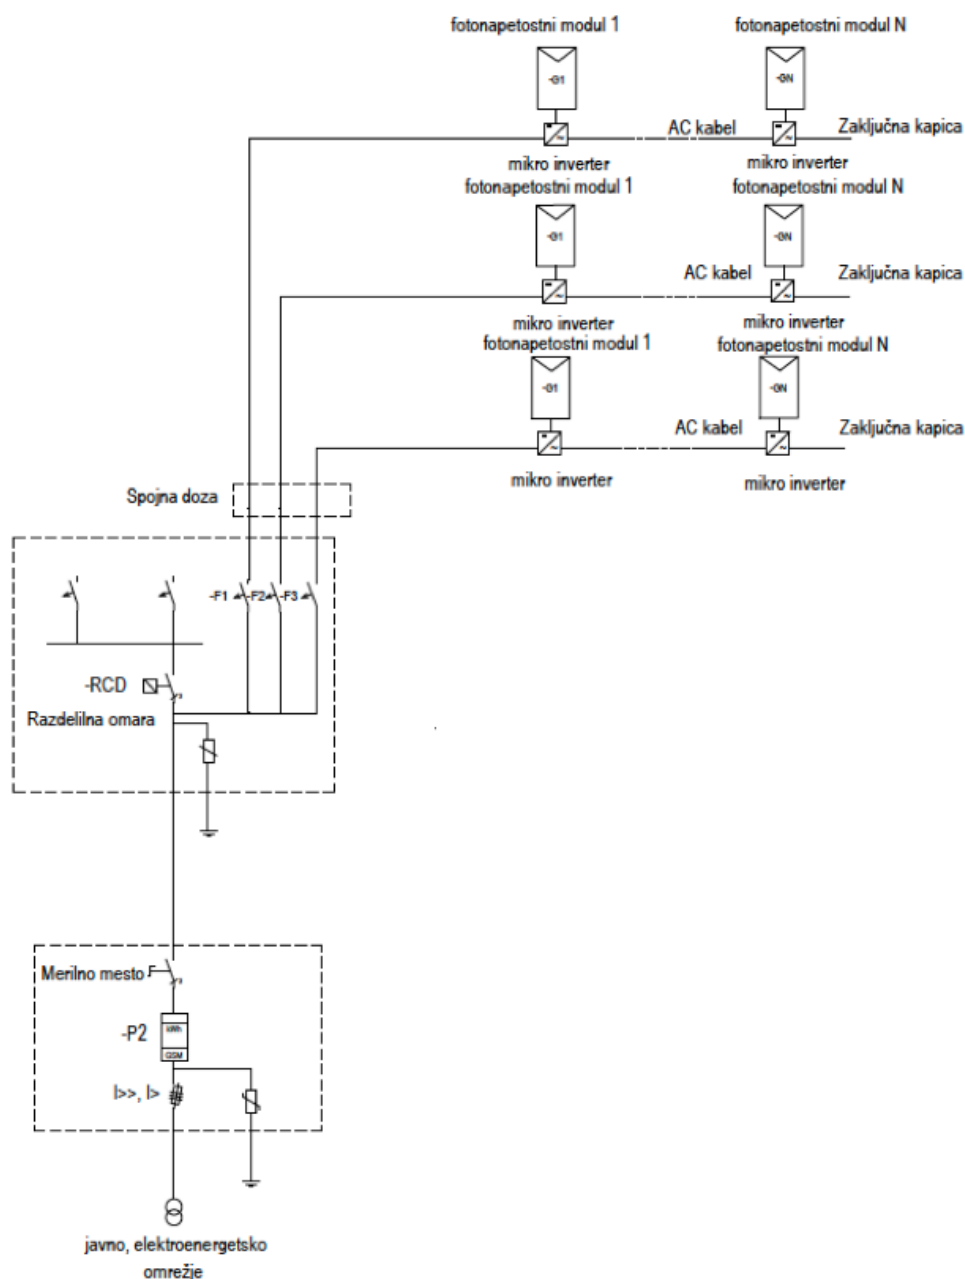 fotonapetostni modul 1
fotonapetostni modul N
-G1
-GN
AC kabel
Zaključna kapica
mikro inverter
mikro inverter
fotonapetostni modul 1
fotonapetostni modul N
-G1
-GN
AC kabel
Zaključna kapica
mikro inverter
mikro inverter
fotonapetostni modul 1
fotonapetostni modul N
-G1
-GN
AC kabel
Zaključna kapica
mikro inverter
mikro inverter
Spojna doza
-F1
-F2
-F3
-RCD
3
Razdelilna omara
Merilno mesto
3
-P2
kWh
GSM
I>>, I>
javno, elektroenergetsko
omrežje